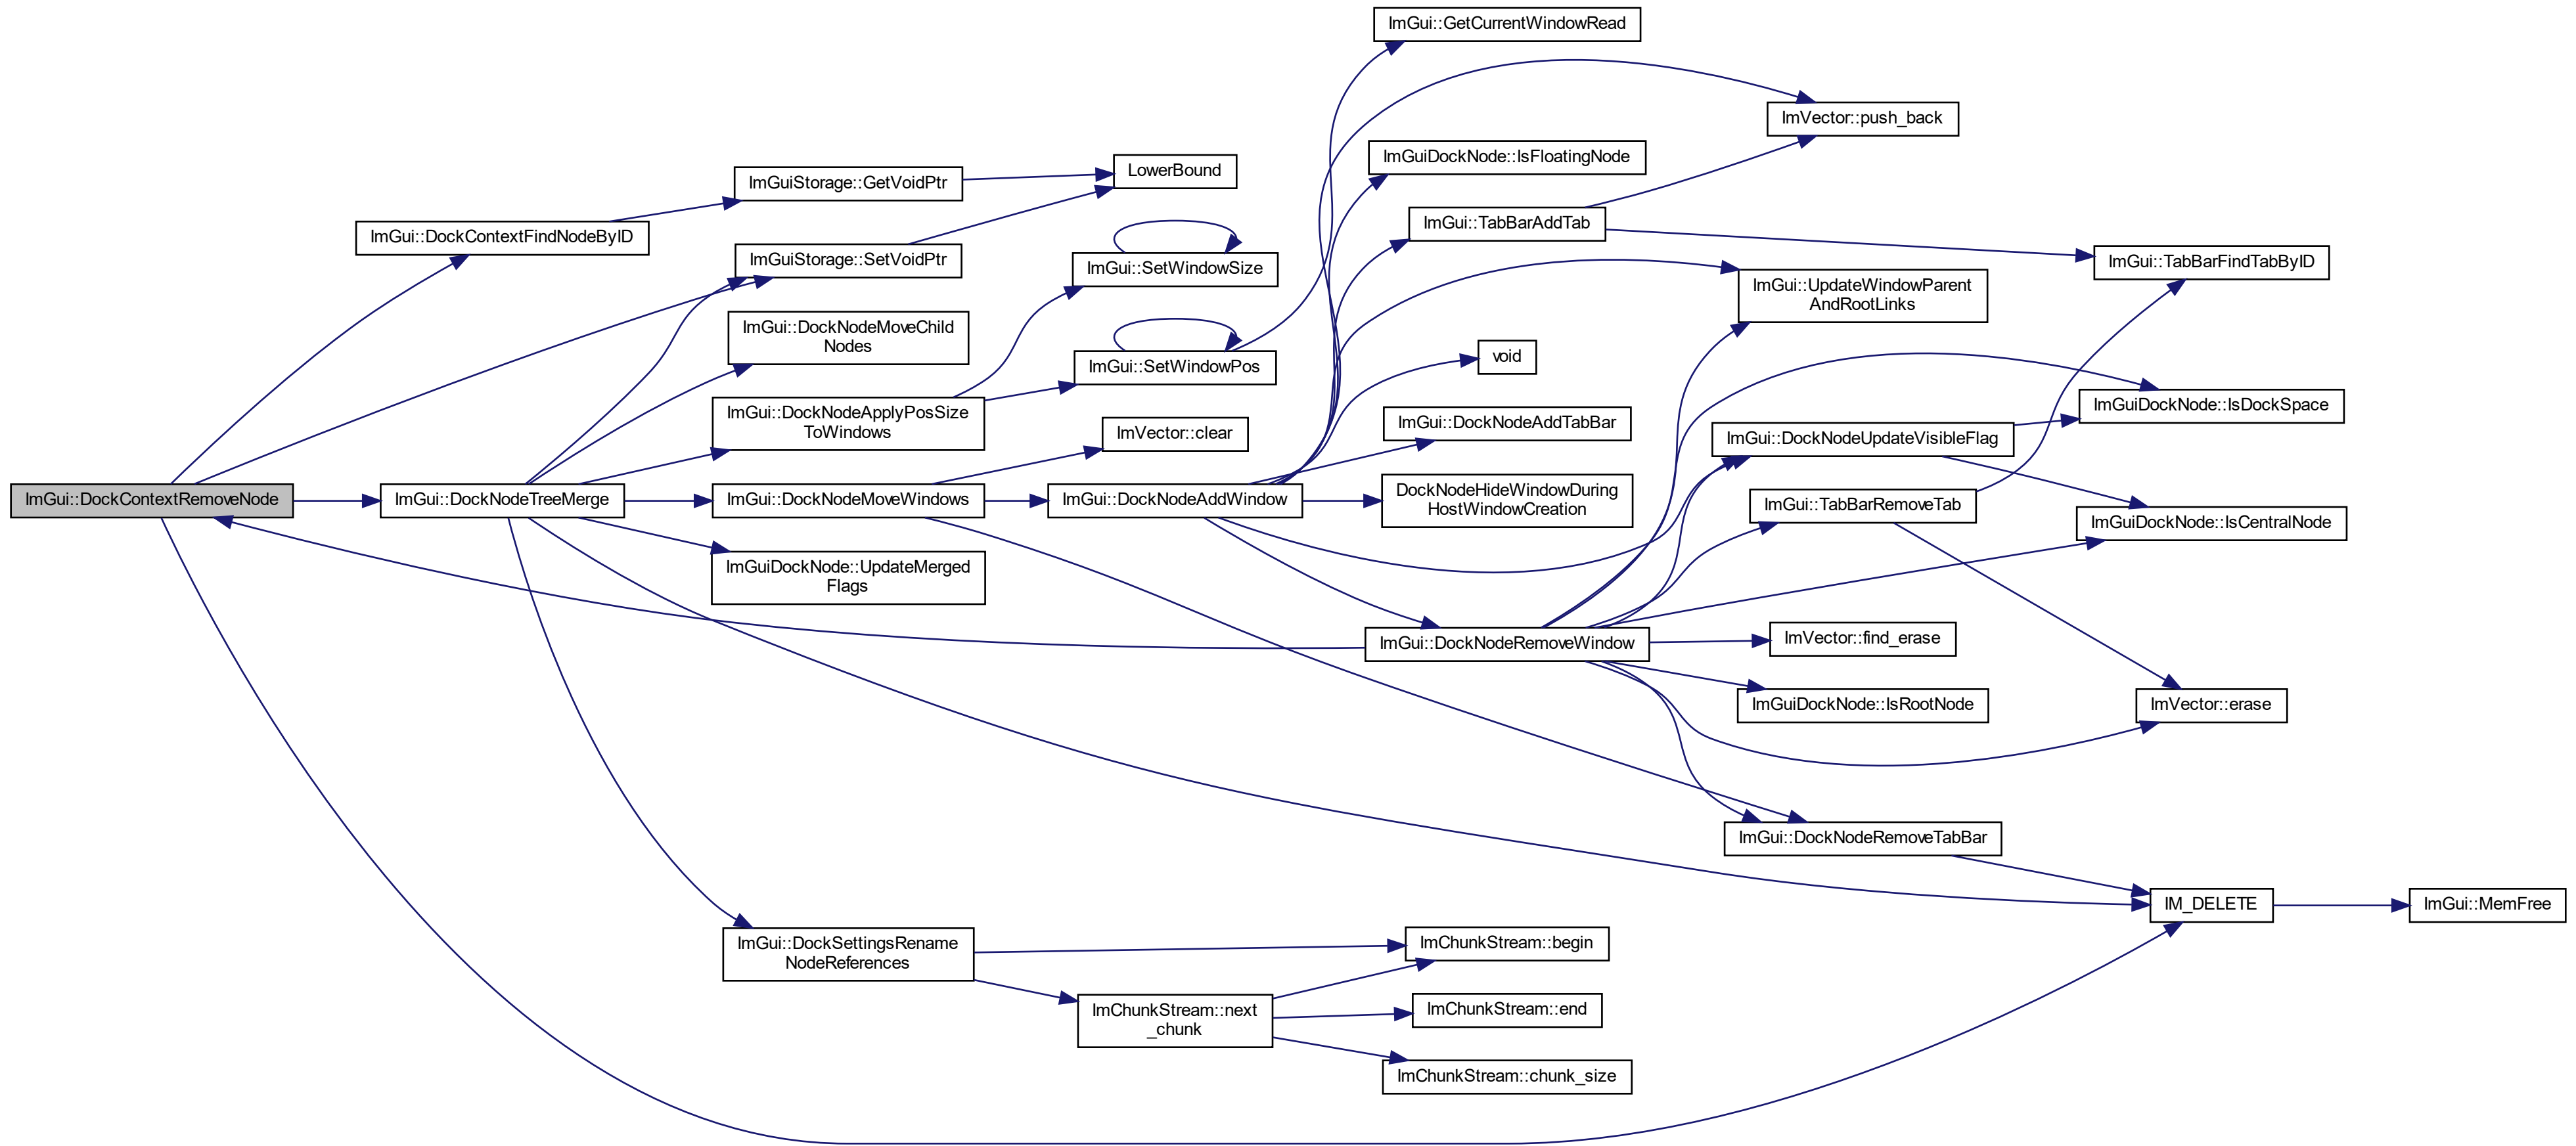 ImGui::DockContextRemoveNode
ImGui::DockContextFindNodeByID
ImGui::DockNodeTreeMerge
ImGuiStorage::GetVoidPtr
ImGuiStorage::SetVoidPtr
ImGui::DockNodeMoveChild
Nodes
ImGui::DockNodeApplyPosSize
ToWindows
ImGui::DockNodeMoveWindows
ImGuiDockNode::UpdateMerged
Flags
ImGui::DockSettingsRename
NodeReferences
LowerBound
ImGui::SetWindowSize
ImGui::SetWindowPos
ImVector::clear
ImGui::DockNodeAddWindow
ImChunkStream::next
_chunk
ImGui::GetCurrentWindowRead
ImGuiDockNode::IsFloatingNode
ImGui::TabBarAddTab
void
ImGui::DockNodeAddTabBar
DockNodeHideWindowDuring
HostWindowCreation
ImGui::DockNodeRemoveWindow
ImChunkStream::begin
ImChunkStream::end
ImChunkStream::chunk_size
ImVector::push_back
ImGui::UpdateWindowParent
AndRootLinks
ImGui::DockNodeUpdateVisibleFlag
ImGui::TabBarRemoveTab
ImVector::find_erase
ImGuiDockNode::IsRootNode
ImGui::DockNodeRemoveTabBar
ImGui::TabBarFindTabByID
ImGuiDockNode::IsDockSpace
ImGuiDockNode::IsCentralNode
ImVector::erase
IM_DELETE
ImGui::MemFree